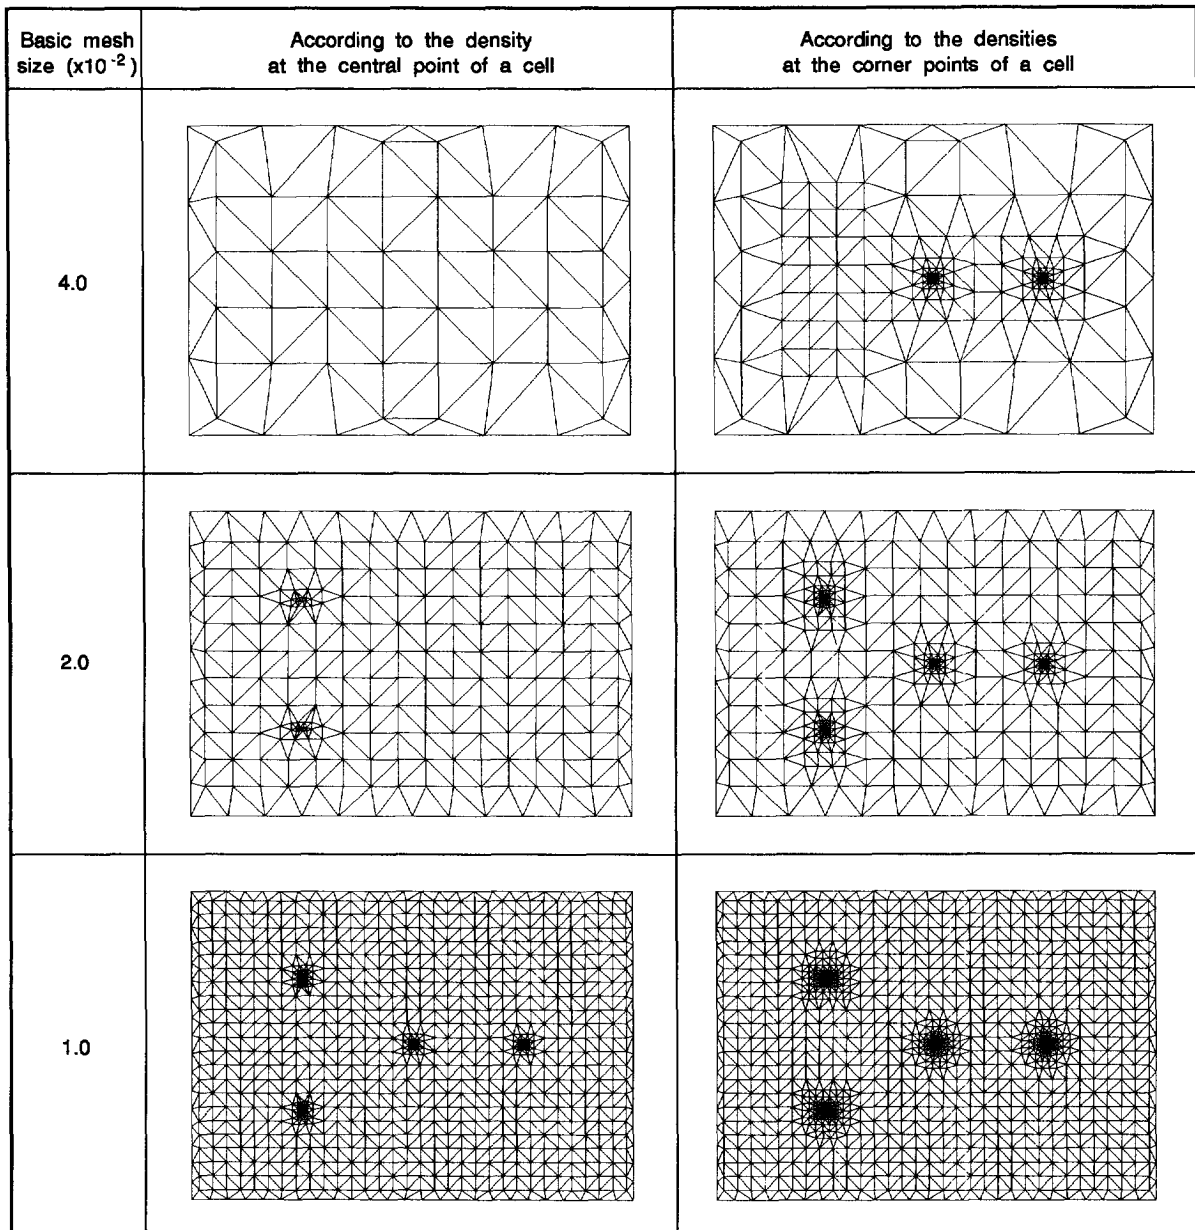 Basic mesh
size (x10⁻²)
According to the density
at the central point of a cell
According to the densities
at the corner points of a cell
4.0
2.0
1.0